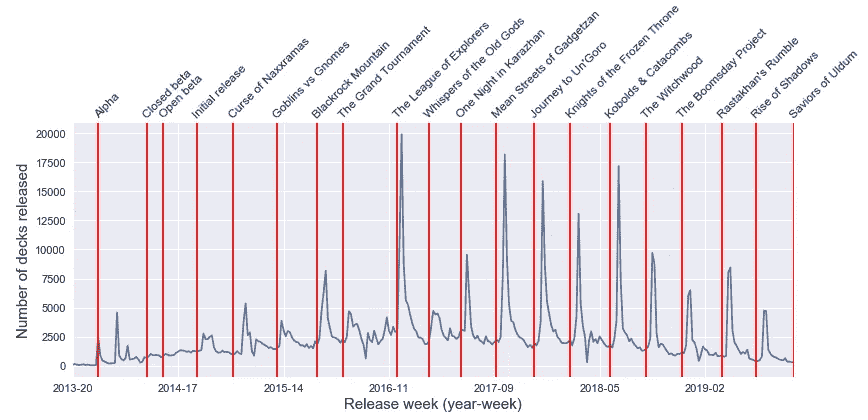 Alpha
Closed beta
Open beta
Initial release
Curse of Naxxramas
Goblins vs Gnomes
Blackrock Mountain
The Grand Tournament
The League of Explorers
Whispers of the Old Gods
One Night in Karazhan
Mean Streets of Gadgetzan
Journey to Un'Goro
Knights of the Frozen Throne
Kobolds & Catacombs
The Witchwood
The Boomsday Project
Rastakhan's Rumble
Rise of Shadows
Saviors of Uldum
Number of decks released
20000
17500
15000
12500
10000
7500
5000
2500
0
2013-20
2014-17
2015-14
2016-11
2017-09
2018-05
2019-02
Release week (year-week)